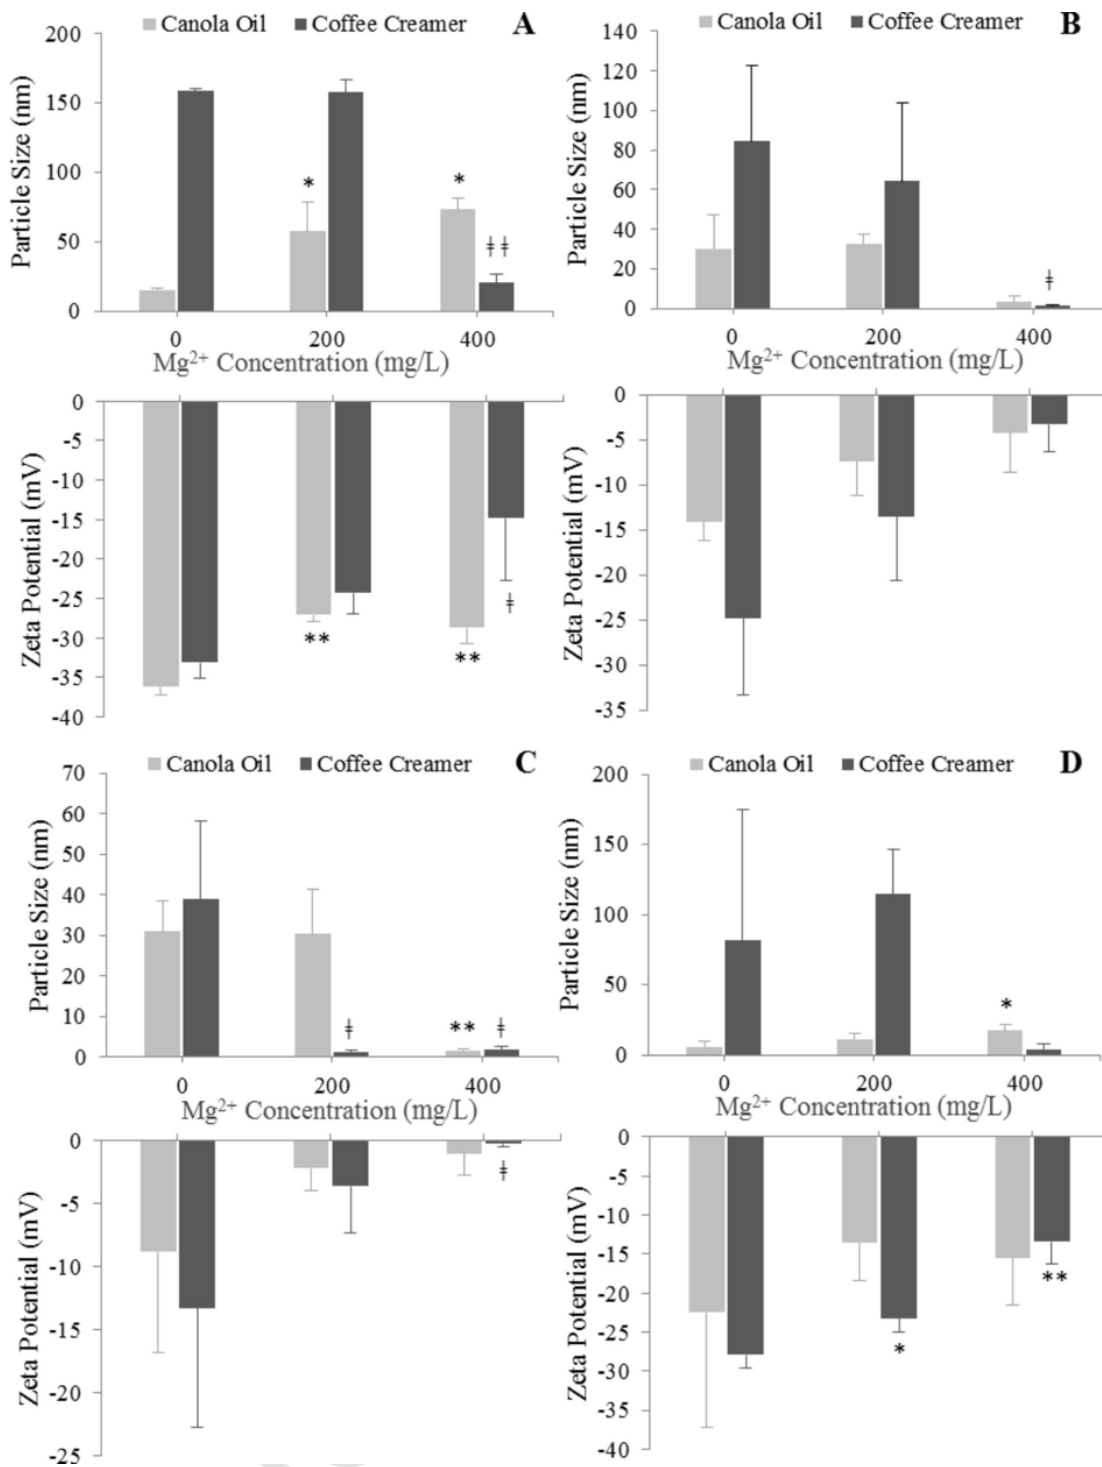 Canola Oil Coffee Creamer A
Particle Size (nm)
200
150
100
50
0
* * ‡‡
0 200 400
Mg2+ Concentration (mg/L)
Zeta Potential (mV)
0
-5
-10
-15
-20
-25
-30
-35
-40
** ** ‡
Canola Oil Coffee Creamer B
Particle Size (nm)
140
120
100
80
60
40
20
0
‡
0 200 400
Mg2+ Concentration (mg/L)
Zeta Potential (mV)
0
-5
-10
-15
-20
-25
-30
-35
Canola Oil Coffee Creamer C
Particle Size (nm)
70
60
50
40
30
20
10
0
‡ ** ‡
0 200 400
Mg2+ Concentration (mg/L)
Zeta Potential (mV)
0
-5
-10
-15
-20
-25
‡
Canola Oil Coffee Creamer D
Particle Size (nm)
200
150
100
50
0
*
0 200 400
Mg2+ Concentration (mg/L)
Zeta Potential (mV)
0
-5
-10
-15
-20
-25
-30
-35
-40
* **